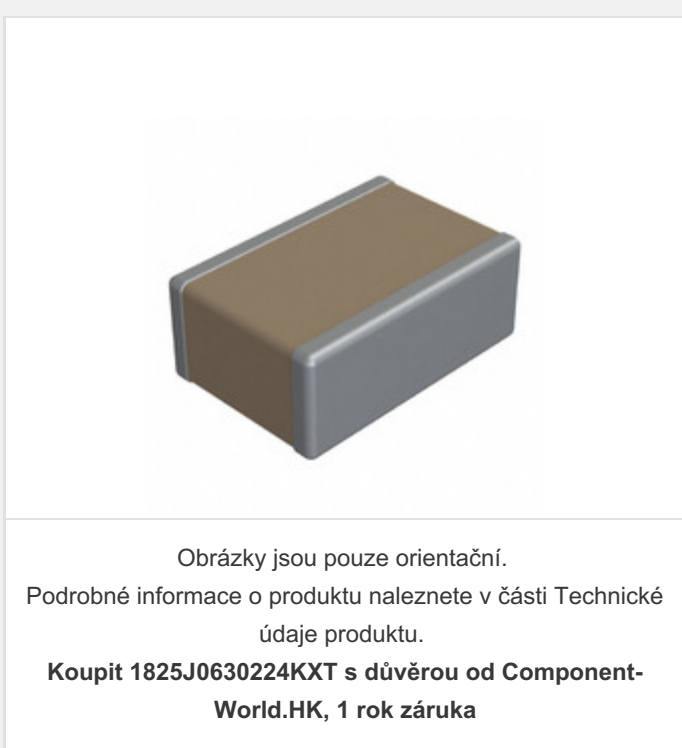 Obrázky jsou pouze orientační.
Podrobné informace o produktu naleznete v části Technické
údaje produktu.
Koupit 1825J0630224KXT s důvěrou od Component-
World.HK, 1 rok záruka